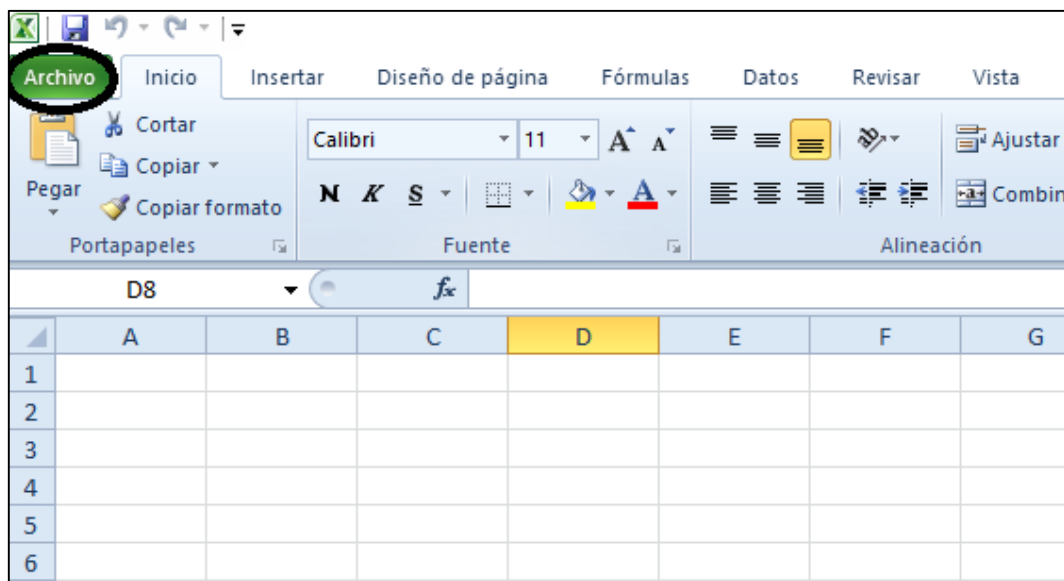 Archivo Inicio Insertar Diseño de página Fórmulas Datos Revisar Vista
Cortar
Copiar
Copiar formato
Pegar
Portapapeles
Calibri 11 A A
N K S A
Fuente
Ajustar
Combin
Alineación
D8 fx
A B C D E F G
1
2
3
4
5
6